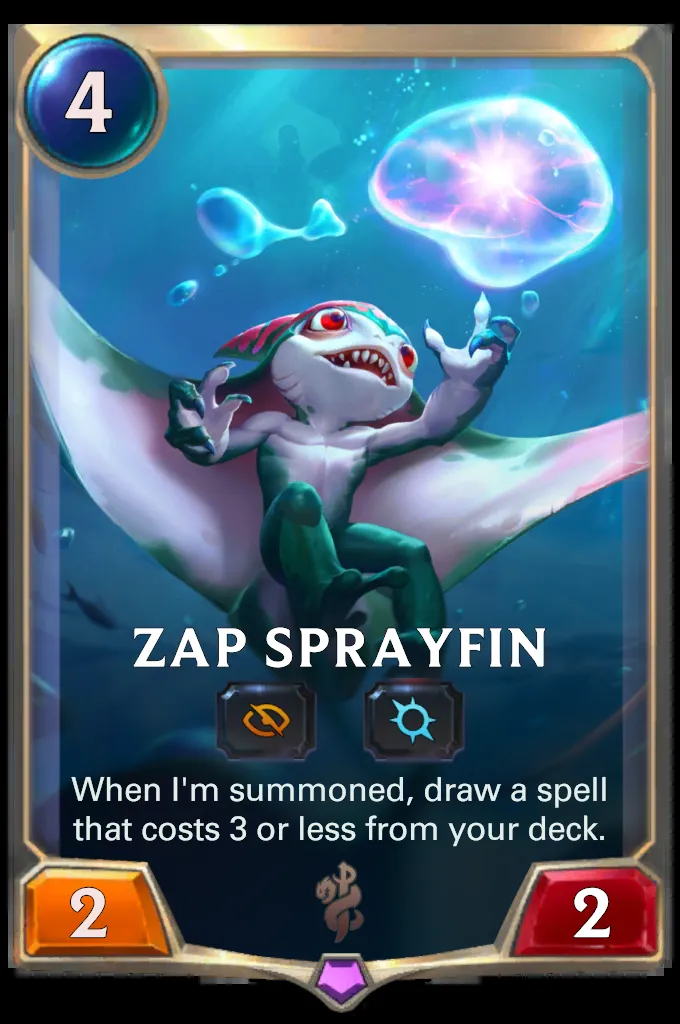 4
ZAP SPRAYFIN
When I'm summoned, draw a spell
that costs 3 or less from your deck.
2
2